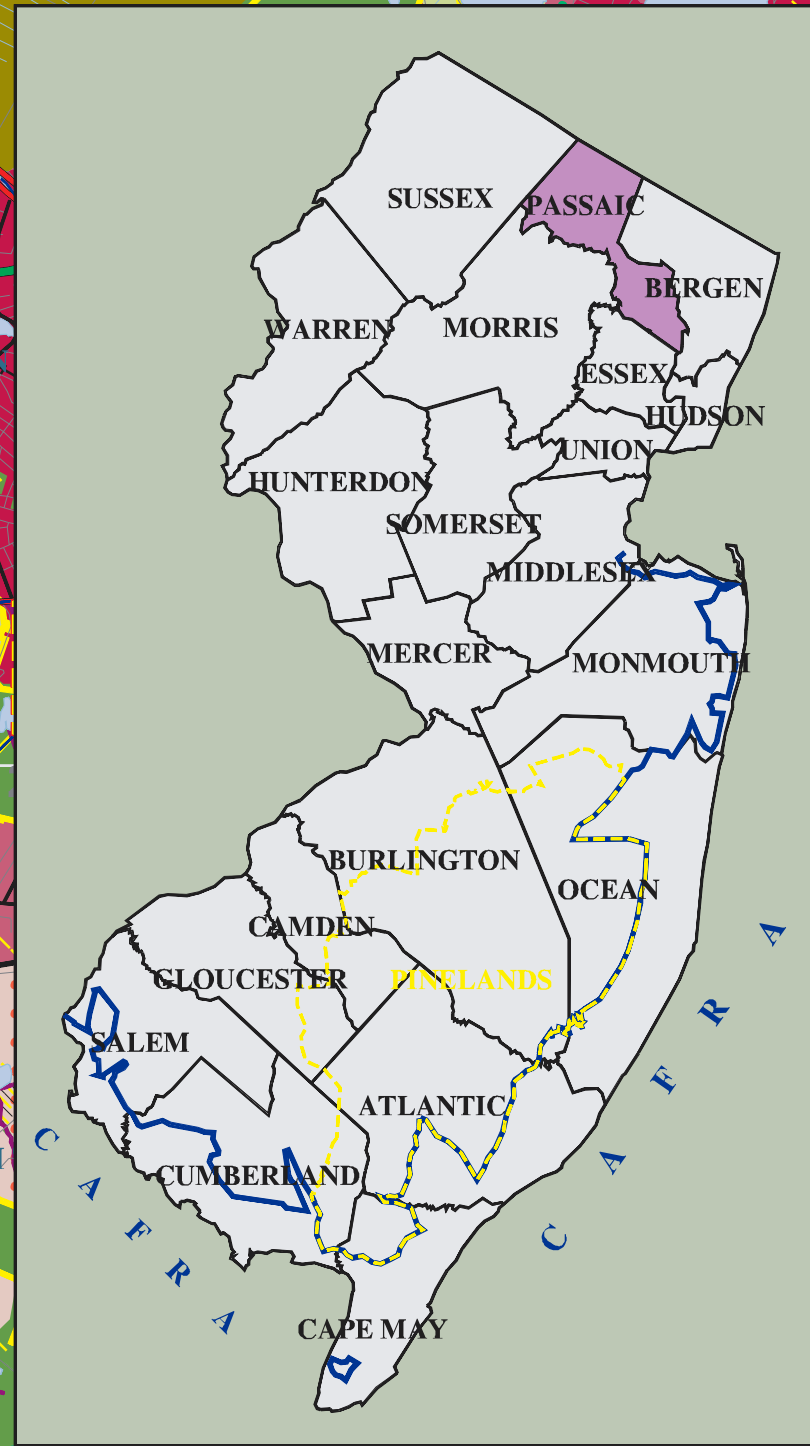 SUSSEX
PASSAIC
BERGEN
WARREN
MORRIS
ESSEX
HUDSON
UNION
HUNTERDON
SOMERSET
MIDDLESEX
MERCER
MONMOUTH
BURLINGTON
OCEAN
CAMDEN
GLOUCESTER
PINELANDS
SALEM
ATLANTIC
CUMBERLAND
CAPE MAY
CAFRA
CAFRA